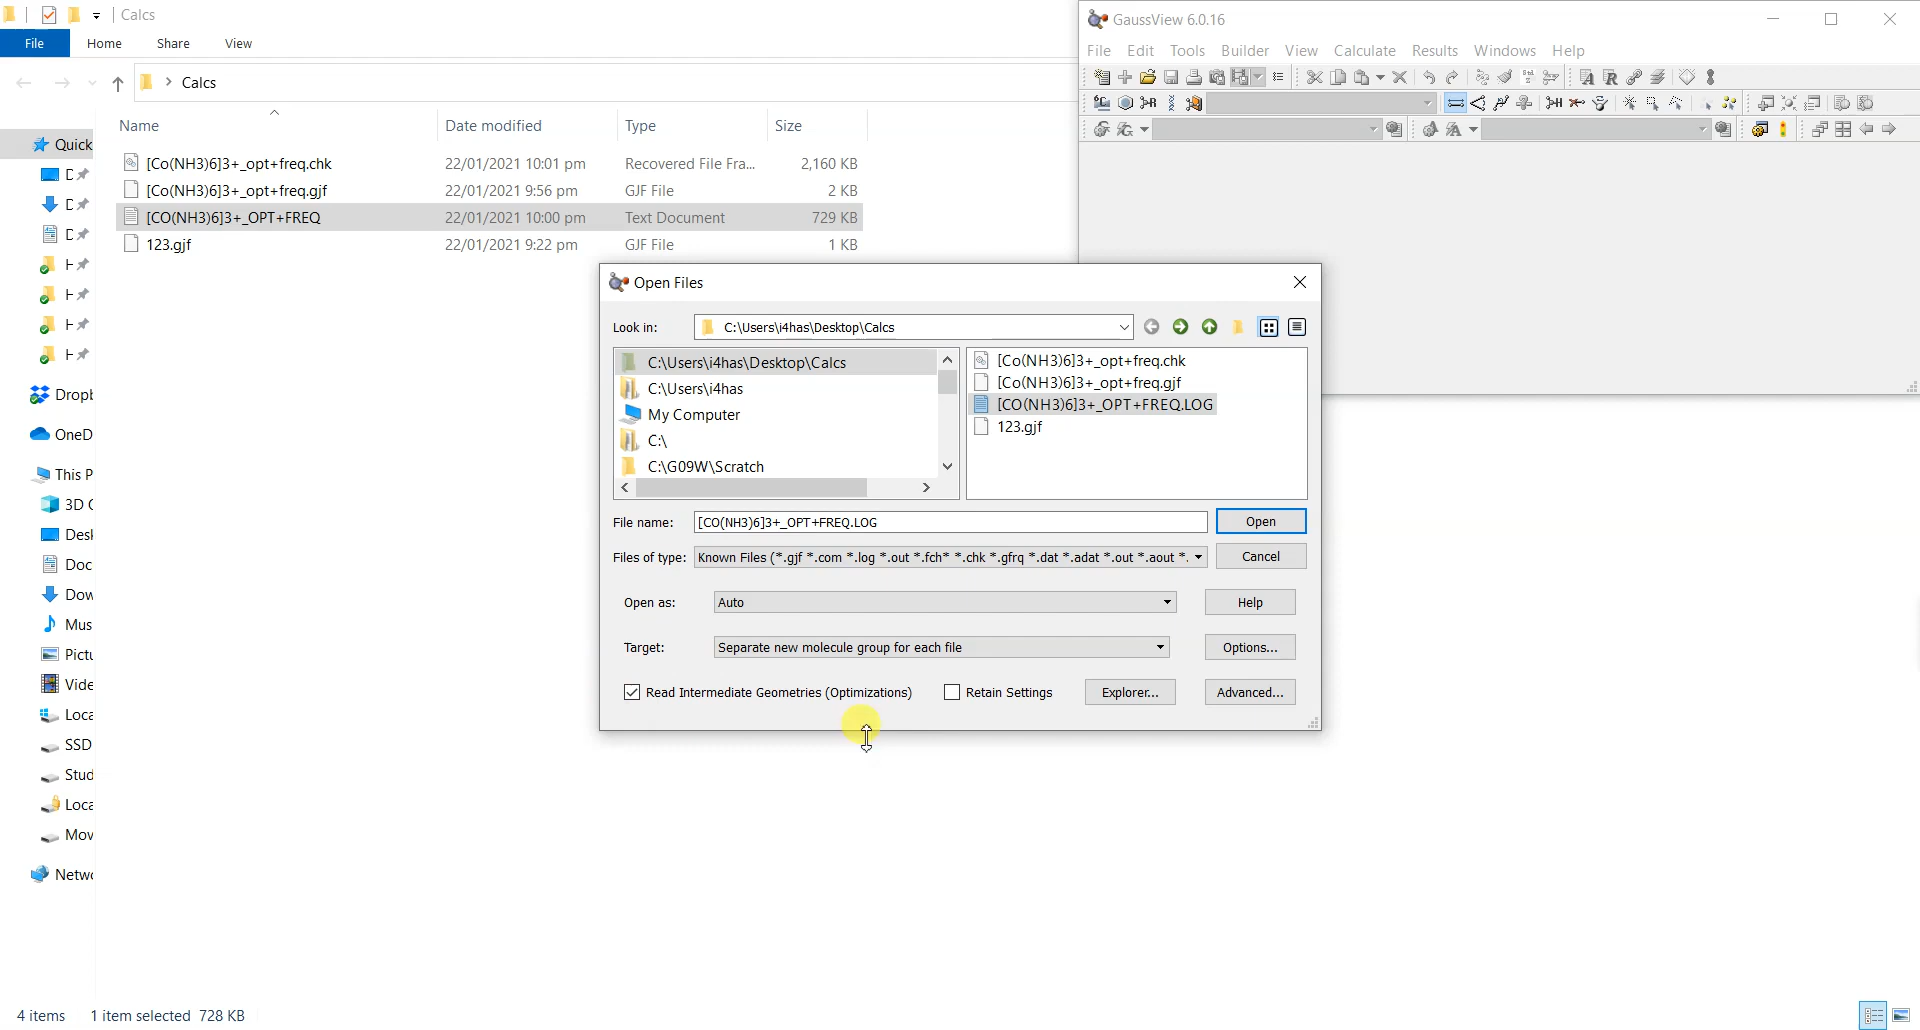 Calcs
File Home Share View
Calcs
Name Date modified Type Size
[Co(NH3)6]3+_opt+freq.chk 22/01/2021 10:01 pm Recovered File Fra... 2,160 KB
[Co(NH3)6]3+_opt+freq.gjf 22/01/2021 9:56 pm GJF File 2 KB
[CO(NH3)6]3+_OPT+FREQ 22/01/2021 10:00 pm Text Document 729 KB
123.gjf 22/01/2021 9:22 pm GJF File 1 KB
Quick
D
D
D
H
H
H
H
Dropb
OneD
This P
3D O
Desk
Doc
Dow
Mus
Pictu
Vide
Loca
SSD
Stud
Loca
Mov
Netwo
4 items 1 item selected 728 KB
GaussView 6.0.16
File Edit Tools Builder View Calculate Results Windows Help
Open Files
Look in: C:\Users\i4has\Desktop\Calcs
C:\Users\i4has\Desktop\Calcs
C:\Users\i4has
My Computer
C:\
C:\G09W\Scratch
[Co(NH3)6]3+_opt+freq.chk
[Co(NH3)6]3+_opt+freq.gjf
[CO(NH3)6]3+_OPT+FREQ.LOG
123.gjf
File name: [CO(NH3)6]3+_OPT+FREQ.LOG Open
Files of type: Known Files (*.gjf *.com *.log *.out *.fch* *.chk *.gfrq *.dat *.adat *.out *.aout *. Cancel
Open as: Auto Help
Target: Separate new molecule group for each file Options...
Read Intermediate Geometries (Optimizations) Retain Settings Explorer... Advanced...